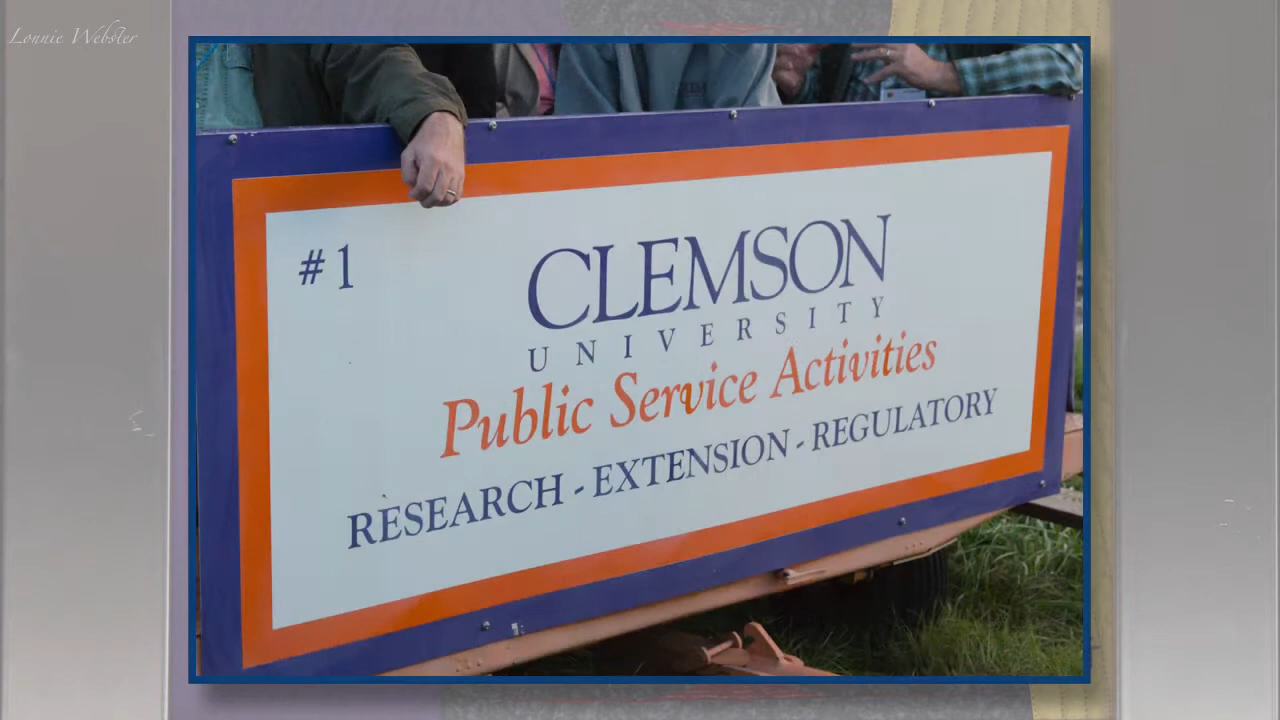 Lonnie Webster
#1
CLEMSON
UNIVERSITY
Public Service Activities
RESEARCH - EXTENSION - REGULATORY